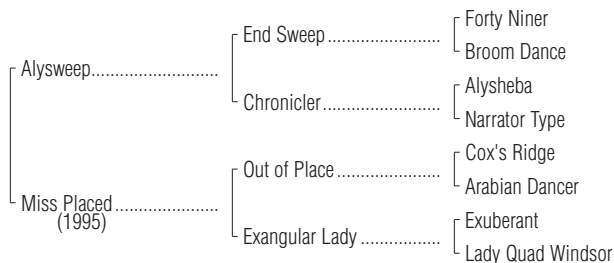 Forty Niner
End Sweep
Broom Dance
Alysweep
Alysheba
Chronicler
Narrator Type
Cox's Ridge
Out of Place
Arabian Dancer
Miss Placed
(1995)
Exuberant
Exangular Lady
Lady Quad Windsor